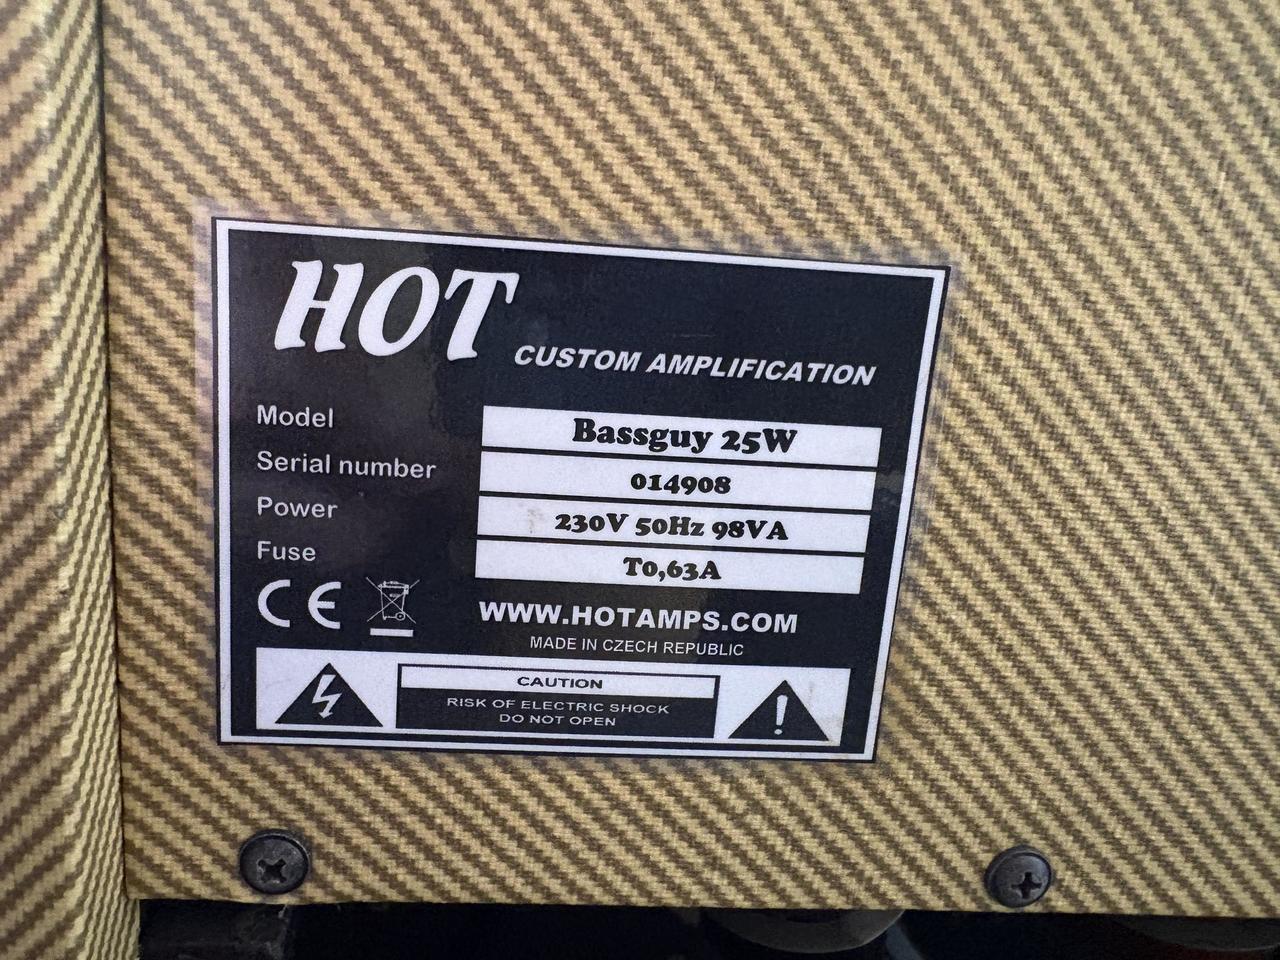 HOT
CUSTOM AMPLIFICATION
Model Bassguy 25W
Serial number 014908
Power 230V 50Hz 98VA
Fuse T0,63A
CE
WWW.HOTAMPS.COM
MADE IN CZECH REPUBLIC
CAUTION
RISK OF ELECTRIC SHOCK
DO NOT OPEN